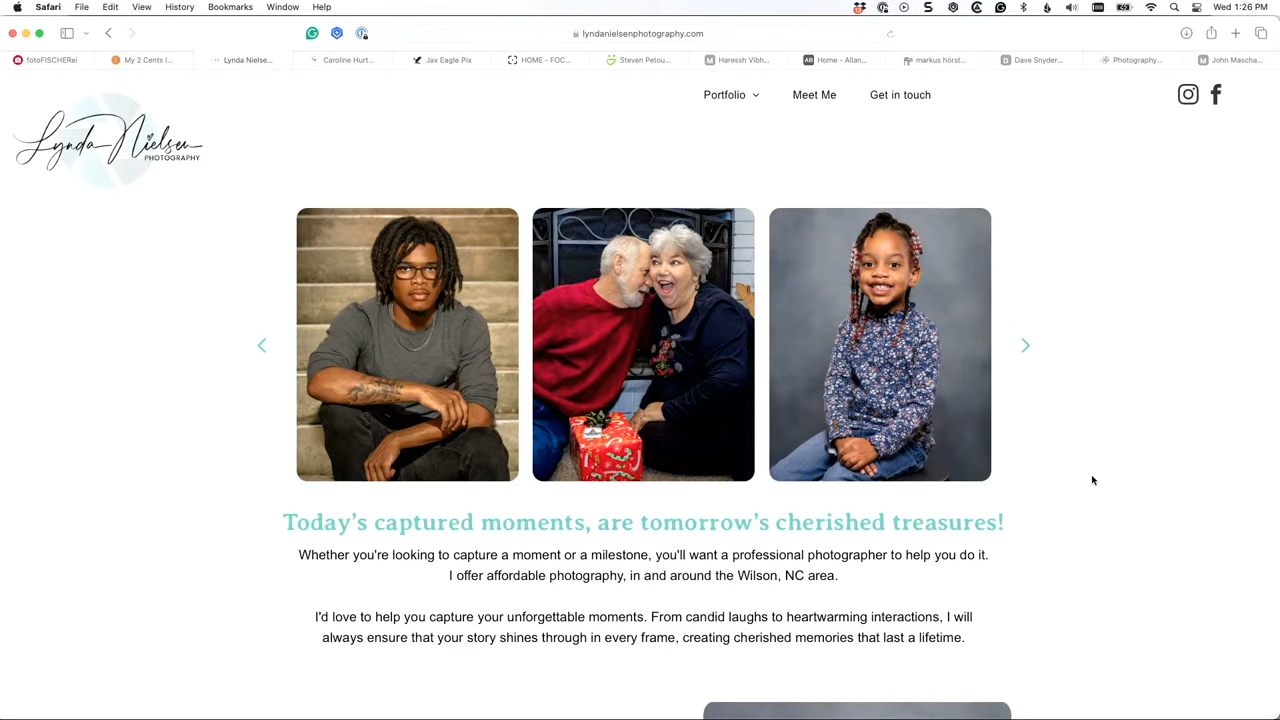 Safari File Edit View History Bookmarks Window Help
Wed 1:26 PM
lyndanielsenphotography.com
fotoFISCHERei
My 2 Cents I...
Lynda Nielse...
Caroline Hurt...
Jax Eagle Pix
HOME - FOC...
Steven Petou...
Haressh Vibh...
Home - Allan...
markus hörst...
Dave Snyder...
Photography...
John Mascha...
Portfolio
Meet Me
Get in touch
Lynda Nielsen
PHOTOGRAPHY
Today's captured moments, are tomorrow's cherished treasures!
Whether you're looking to capture a moment or a milestone, you'll want a professional photographer to help you do it.
I offer affordable photography, in and around the Wilson, NC area.
I'd love to help you capture your unforgettable moments. From candid laughs to heartwarming interactions, I will
always ensure that your story shines through in every frame, creating cherished memories that last a lifetime.